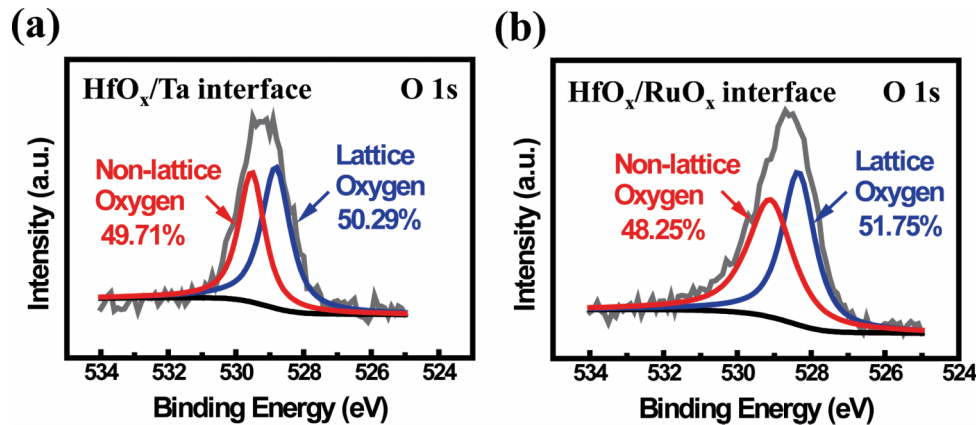 (a)
HfOx/Ta interface
O 1s
Non-lattice
Oxygen
49.71%
Lattice
Oxygen
50.29%
Intensity (a.u.)
534 532 530 528 526 524
Binding Energy (eV)
(b)
HfOx/RuOx interface
O 1s
Non-lattice
Oxygen
48.25%
Lattice
Oxygen
51.75%
Intensity (a.u.)
534 532 530 528 526 524
Binding Energy (eV)